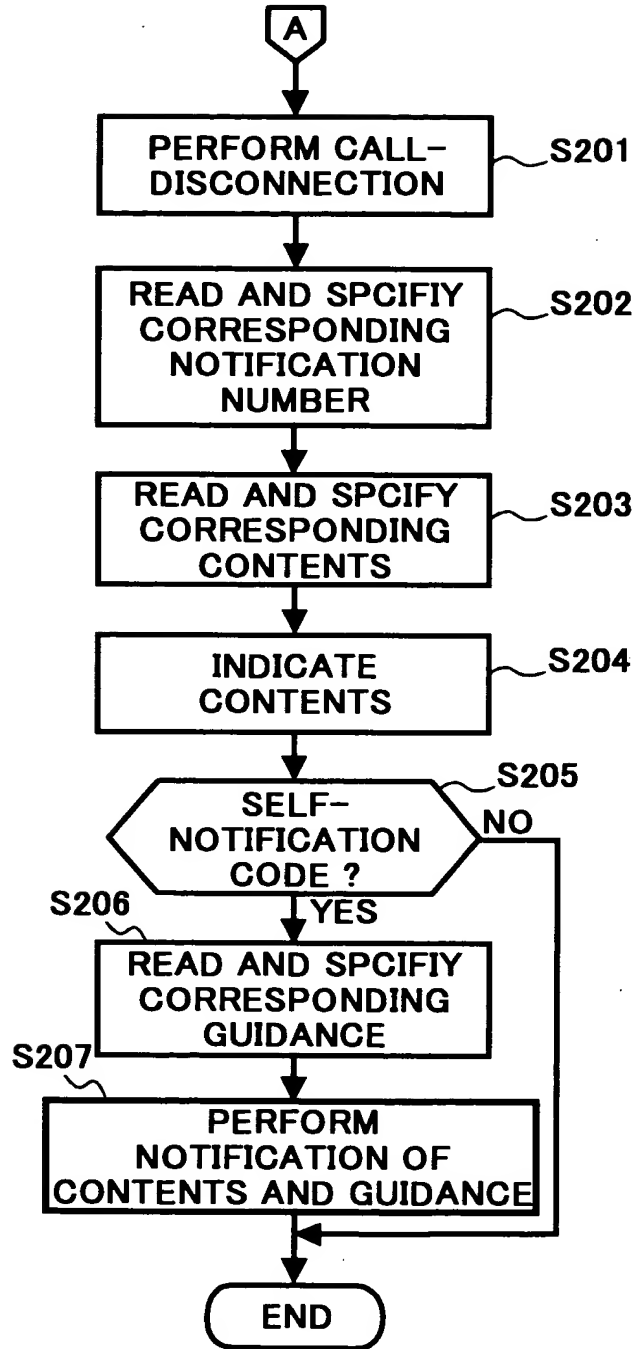 A
PERFORM CALL-
DISCONNECTION
S201
READ AND SPCIFIY
CORRESPONDING
NOTIFICATION
NUMBER
S202
READ AND SPCIFY
CORRESPONDING
CONTENTS
S203
INDICATE
CONTENTS
S204
SELF-
NOTIFICATION
CODE ?
S205
NO
YES
S206
READ AND SPCIFIY
CORRESPONDING
GUIDANCE
S207
PERFORM
NOTIFICATION OF
CONTENTS AND GUIDANCE
END